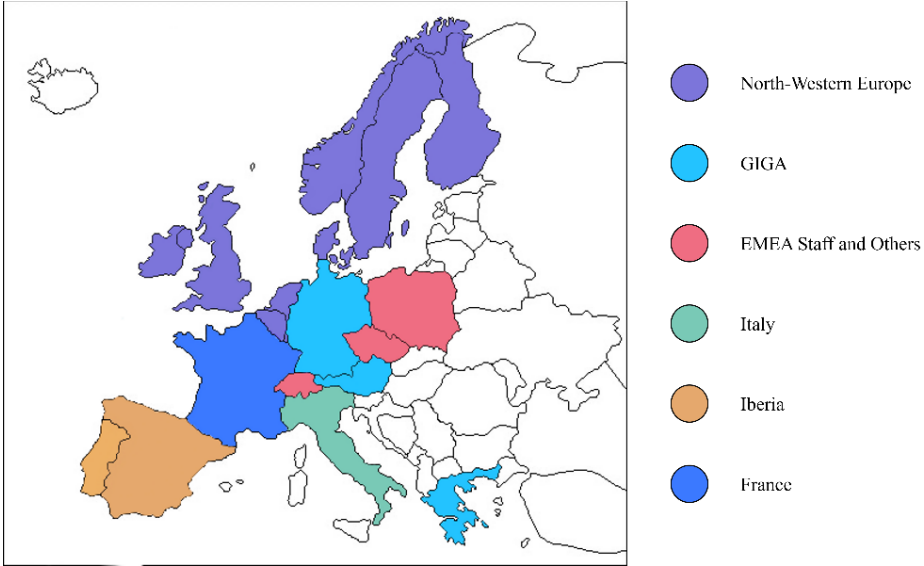 North-Western Europe
GIGA
EMEA Staff and Others
Italy
Iberia
France